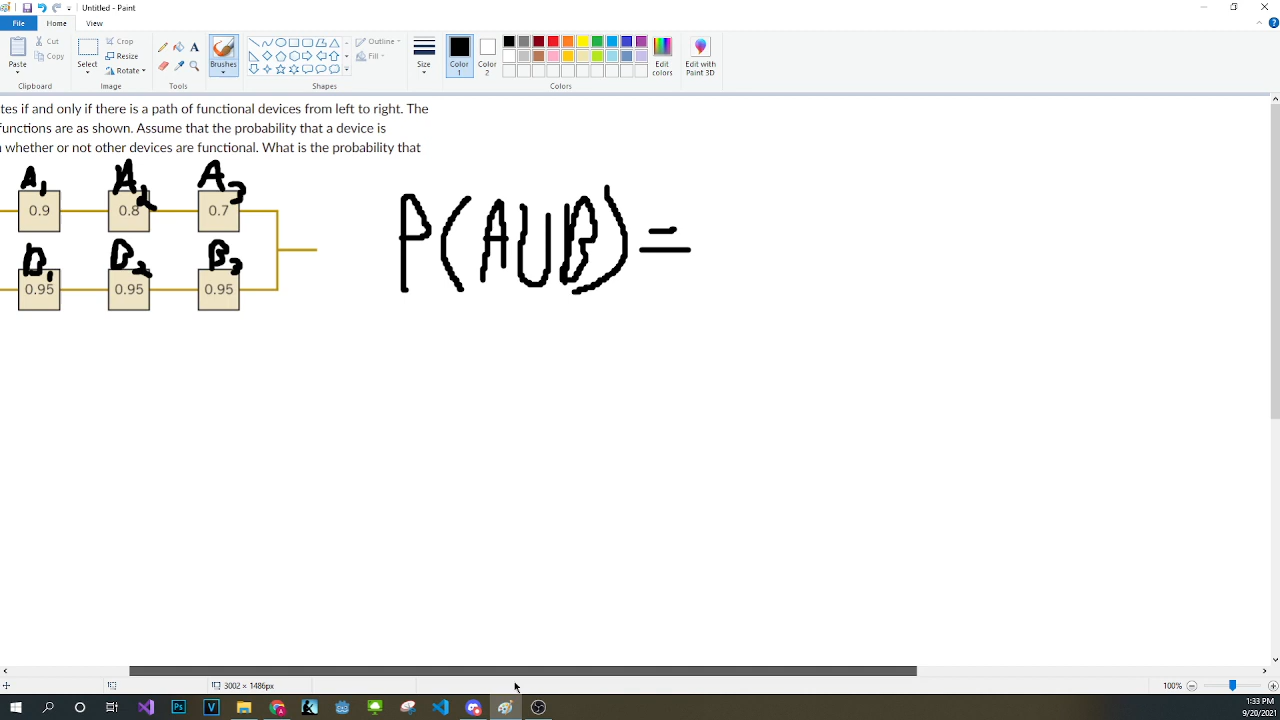 Untitled - Paint
File Home View
Paste Cut Copy Clipboard
Select Crop Resize Rotate Image
Tools
Brushes
Outline Fill Shapes
Size
Color 1 Color 2 Edit colors Edit with Paint 3D Colors
tes if and only if there is a path of functional devices from left to right. The
functions are as shown. Assume that the probability that a device is
whether or not other devices are functional. What is the probability that
A1 A2 A3
0.9 0.8 0.7
P(AUB)=
B1 B2 B3
0.95 0.95 0.95
3002 × 1486px 100%
1:33 PM
9/20/2021